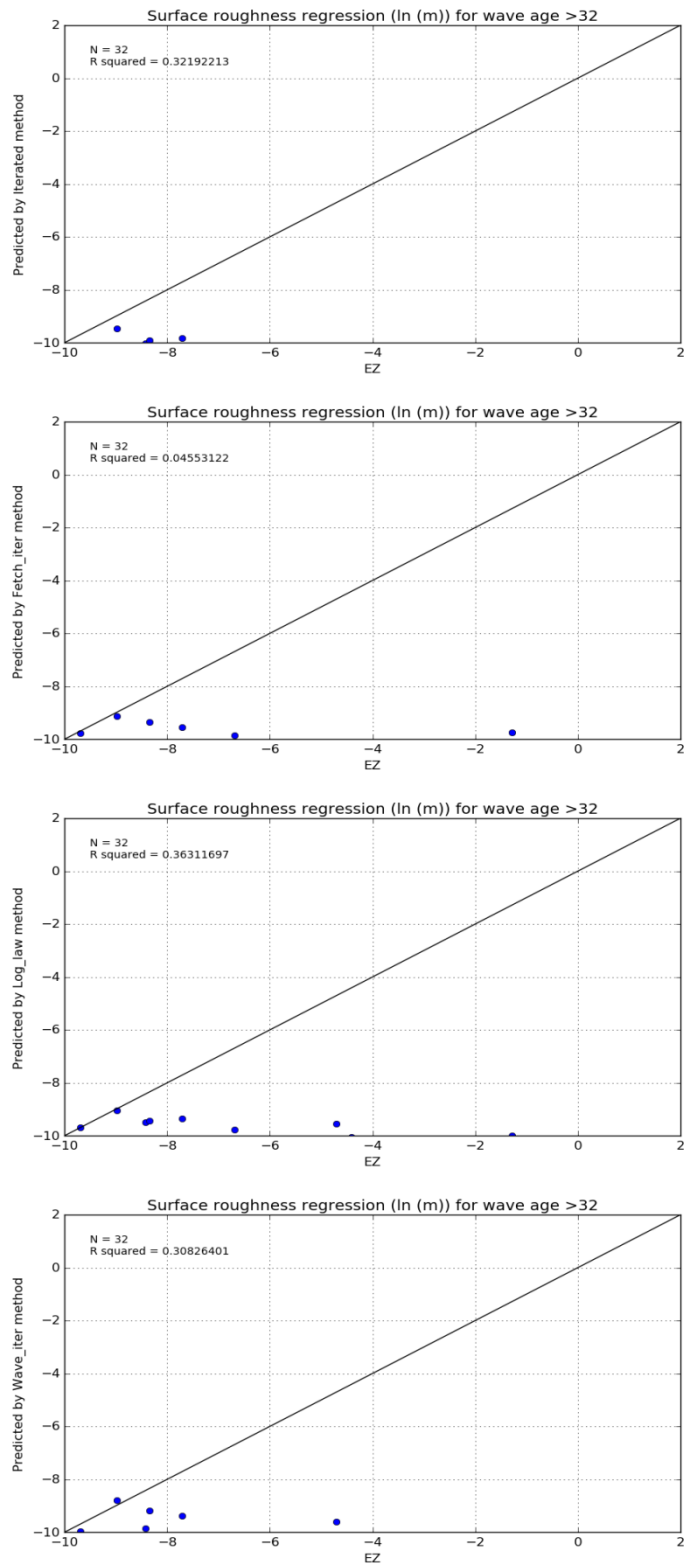 Surface roughness regression (ln (m)) for wave age >32
N = 32
R squared = 0.32192213
Predicted by Iterated method
2
0
−2
−4
−6
−8
−10
−10 −8 −6 −4 −2 0 2
EZ
Surface roughness regression (ln (m)) for wave age >32
N = 32
R squared = 0.04553122
Predicted by Fetch_iter method
2
0
−2
−4
−6
−8
−10
−10 −8 −6 −4 −2 0 2
EZ
Surface roughness regression (ln (m)) for wave age >32
N = 32
R squared = 0.36311697
Predicted by Log_law method
2
0
−2
−4
−6
−8
−10
−10 −8 −6 −4 −2 0 2
EZ
Surface roughness regression (ln (m)) for wave age >32
N = 32
R squared = 0.30826401
Predicted by Wave_iter method
2
0
−2
−4
−6
−8
−10
−10 −8 −6 −4 −2 0 2
EZ